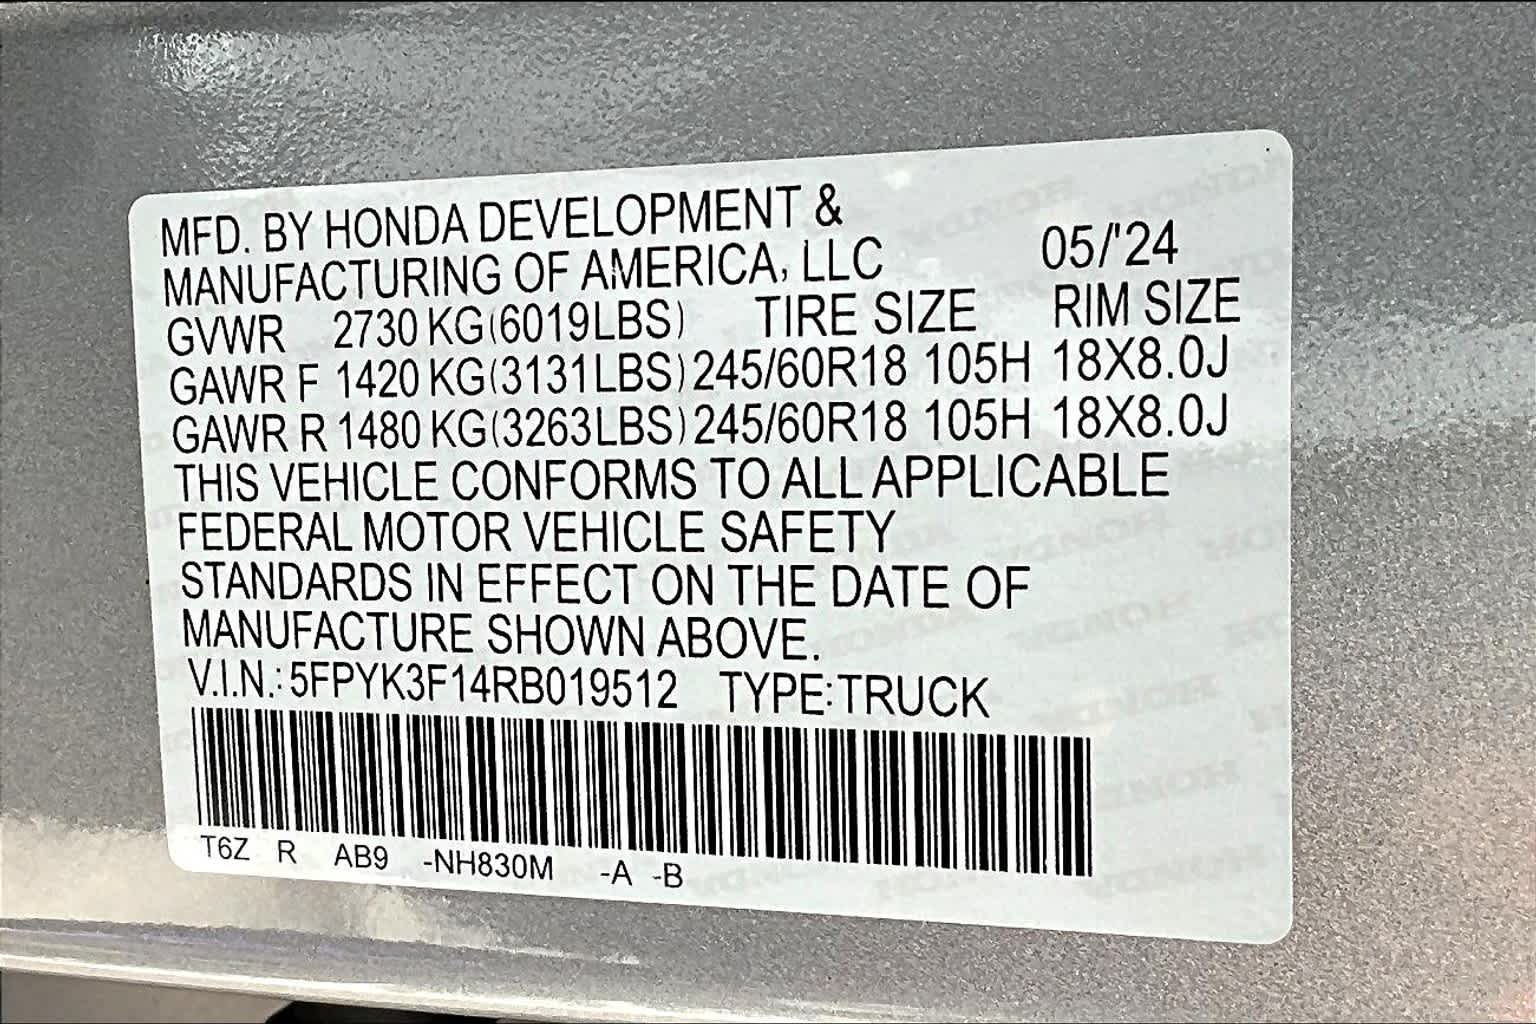 MFD. BY HONDA DEVELOPMENT &
MANUFACTURING OF AMERICA, LLC 05/'24
GVWR 2730 KG(6019LBS) TIRE SIZE RIM SIZE
GAWR F 1420 KG(3131LBS) 245/60R18 105H 18X8.0J
GAWR R 1480 KG(3263LBS) 245/60R18 105H 18X8.0J
THIS VEHICLE CONFORMS TO ALL APPLICABLE
FEDERAL MOTOR VEHICLE SAFETY
STANDARDS IN EFFECT ON THE DATE OF
MANUFACTURE SHOWN ABOVE.
V.I.N.: 5FPYK3F14RB019512 TYPE:TRUCK
T6Z R AB9 -NH830M -A -B